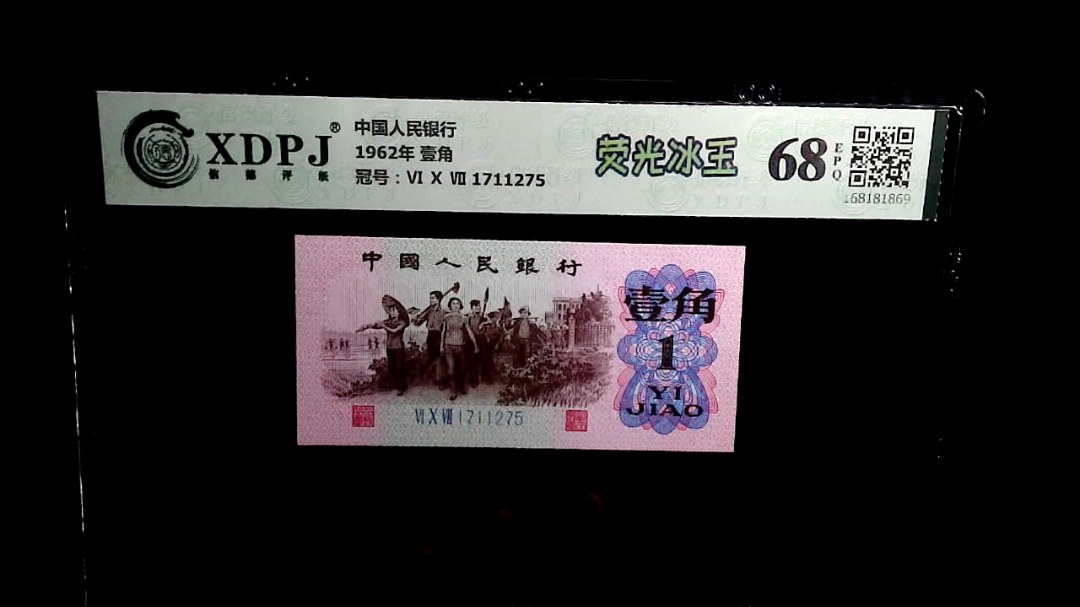 XDPJ®
信德评级
中国人民银行
1962年 壹角
冠号：Ⅵ Ⅹ Ⅶ 1711275
荧光冰玉
68
EPQ
168181869
中國人民銀行
壹角
1
YI
JIAO
Ⅵ Ⅹ Ⅶ 1711275